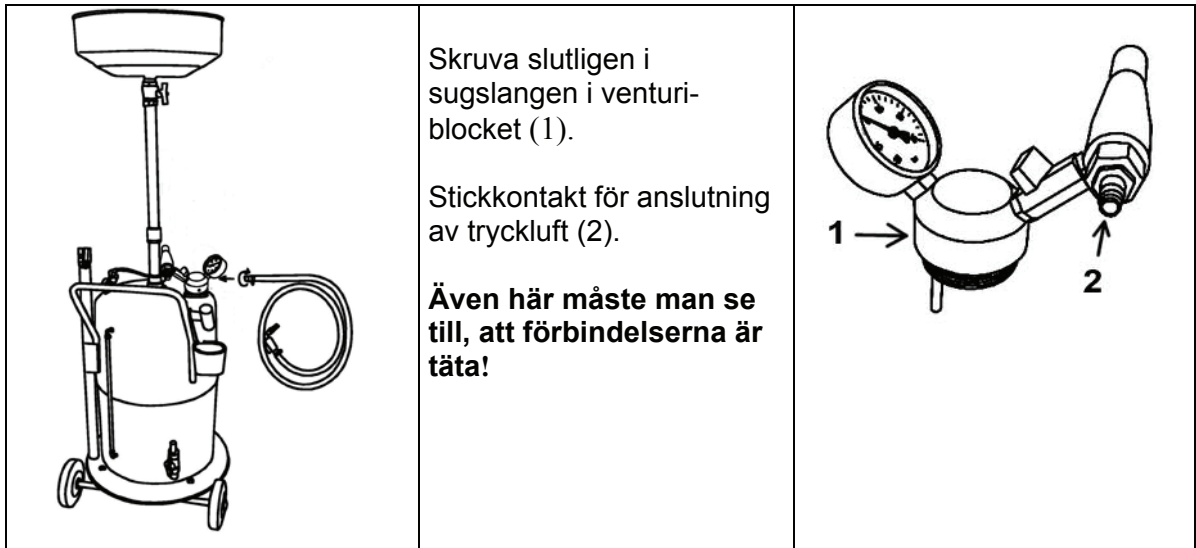 Skruva slutligen i
sugslangen i venturi-
blocket (1).
Stickkontakt för anslutning
av tryckluft (2).
Även här måste man se
till, att förbindelserna är
täta!
1
2